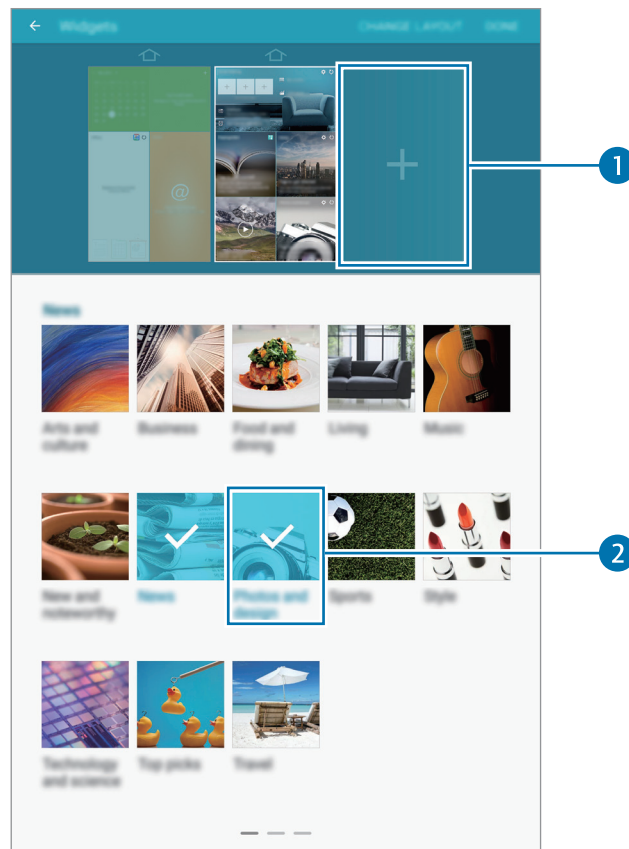 Widgets
CHANGE LAYOUT DONE
@
1
News
Arts and
culture
Business
Food and
dining
Living
Music
2
New and
noteworthy
News
Photos and
design
Sports
Style
Technology
and science
Top picks
Travel